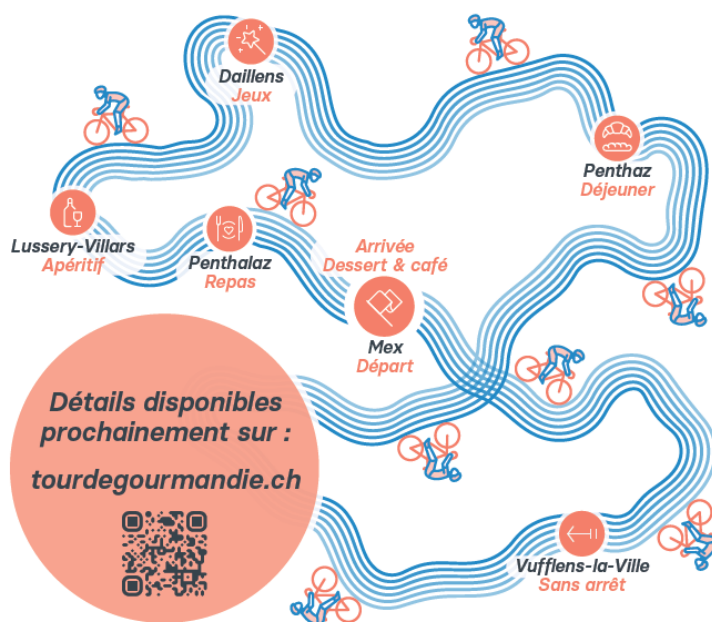 Daillens
Jeux
Penthaz
Déjeuner
Lussery-Villars
Apéritif
Penthalaz
Repas
Arrivée
Dessert & café
Mex
Départ
Détails disponibles
prochainement sur :
tourdegourmandie.ch
Vufflens-la-Ville
Sans arrêt